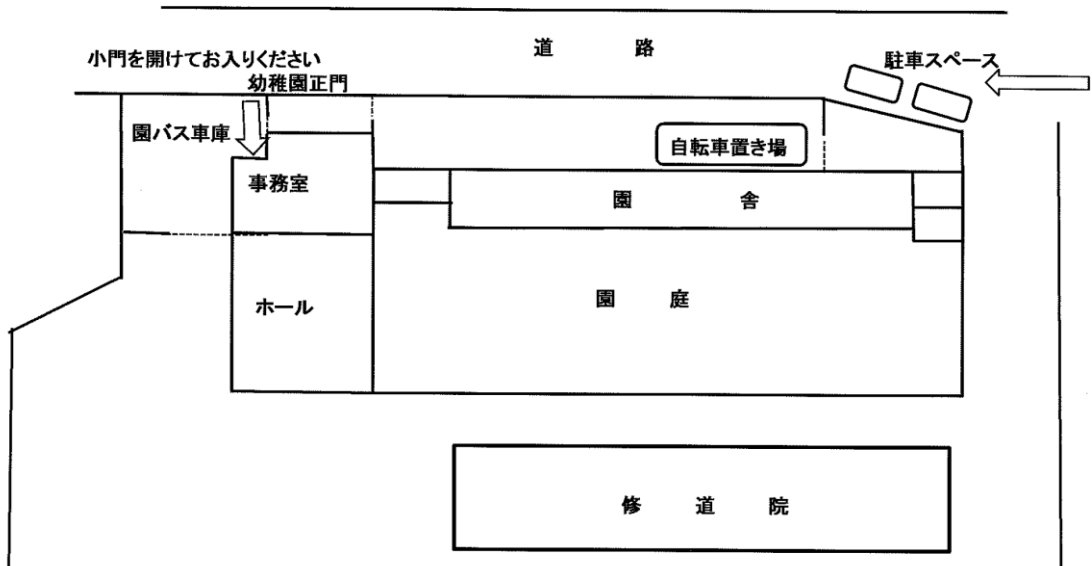 道　路
小門を開けてお入りください
駐車スペース
幼稚園正門
園バス車庫
自転車置き場
事務室
園　舎
ホール
園　庭
修　道　院